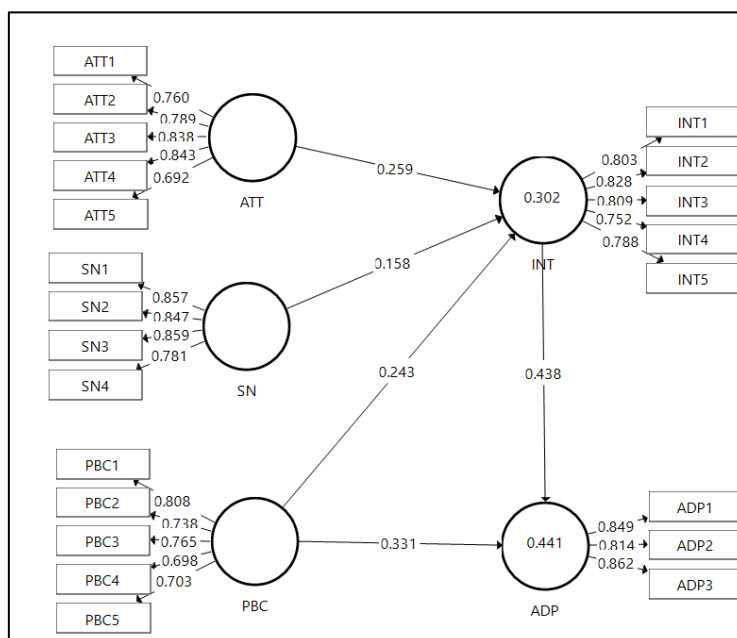 ATT1
ATT2
ATT3
ATT4
ATT5
0.760
0.789
0.838
0.843
0.692
ATT
0.259
SN1
SN2
SN3
SN4
0.857
0.847
0.859
0.781
SN
0.158
PBC1
PBC2
PBC3
PBC4
PBC5
0.808
0.738
0.765
0.698
0.703
PBC
0.243
0.331
0.302
INT
0.803
0.828
0.809
0.752
0.788
INT1
INT2
INT3
INT4
INT5
0.438
0.441
ADP
0.849
0.814
0.862
ADP1
ADP2
ADP3